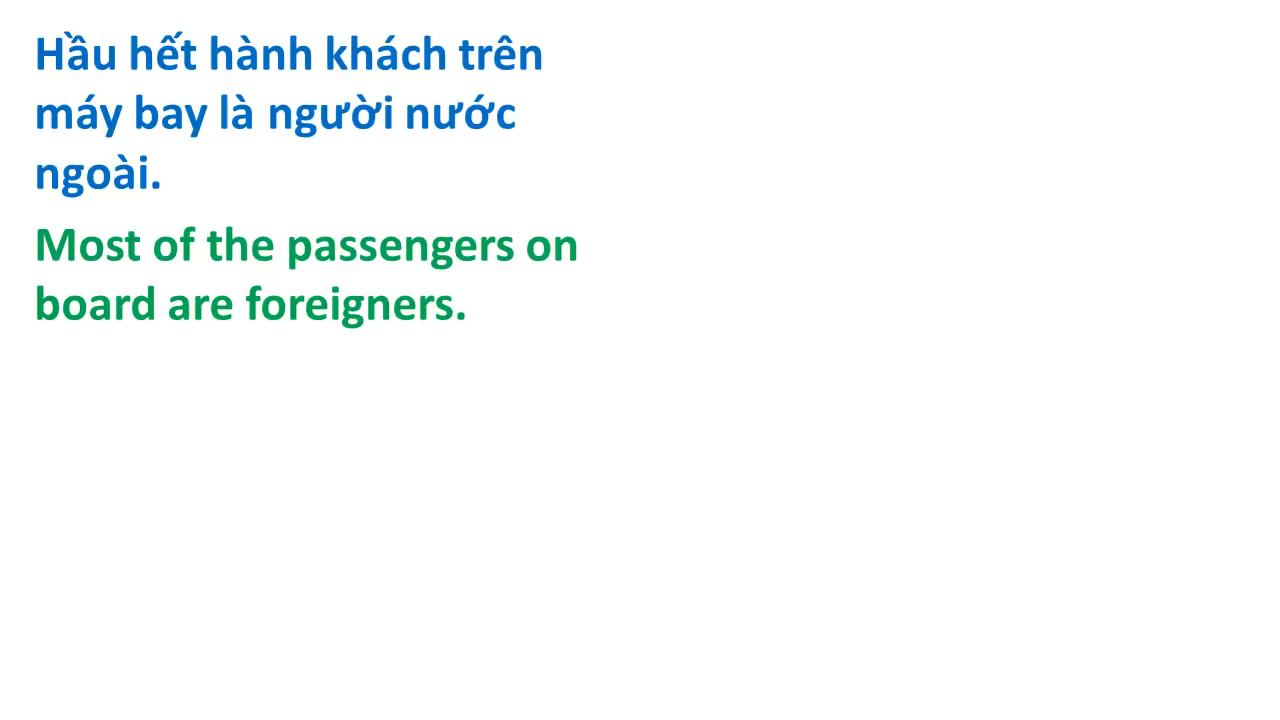 Hầu hết hành khách trên
máy bay là người nước
ngoài.
Most of the passengers on
board are foreigners.